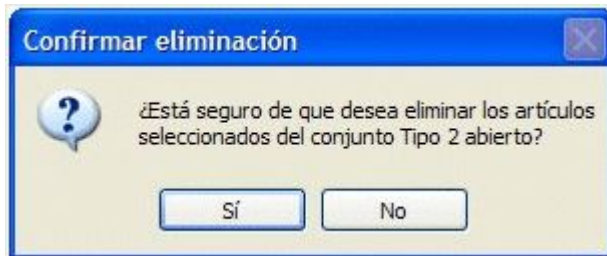 Confirmar eliminación
¿Está seguro de que desea eliminar los artículos
seleccionados del conjunto Tipo 2 abierto?
Sí
No